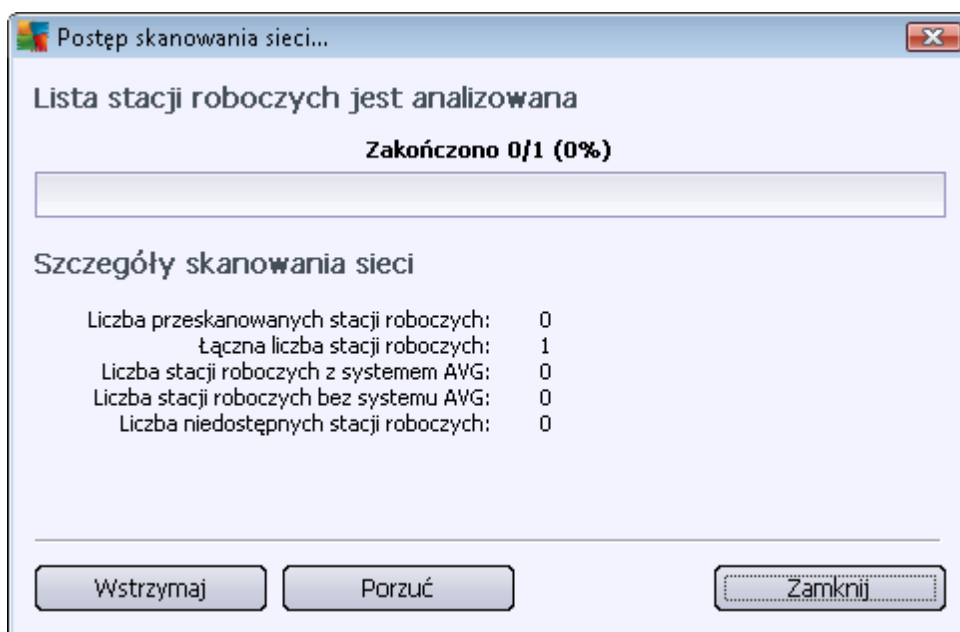 Postęp skanowania sieci...
Lista stacji roboczych jest analizowana
Zakończono 0/1 (0%)
Szczegóły skanowania sieci
Liczba przeskanowanych stacji roboczych: 0
Łączna liczba stacji roboczych: 1
Liczba stacji roboczych z systemem AVG: 0
Liczba stacji roboczych bez systemu AVG: 0
Liczba niedostępnych stacji roboczych: 0
Wstrzymaj Porzuć Zamknij